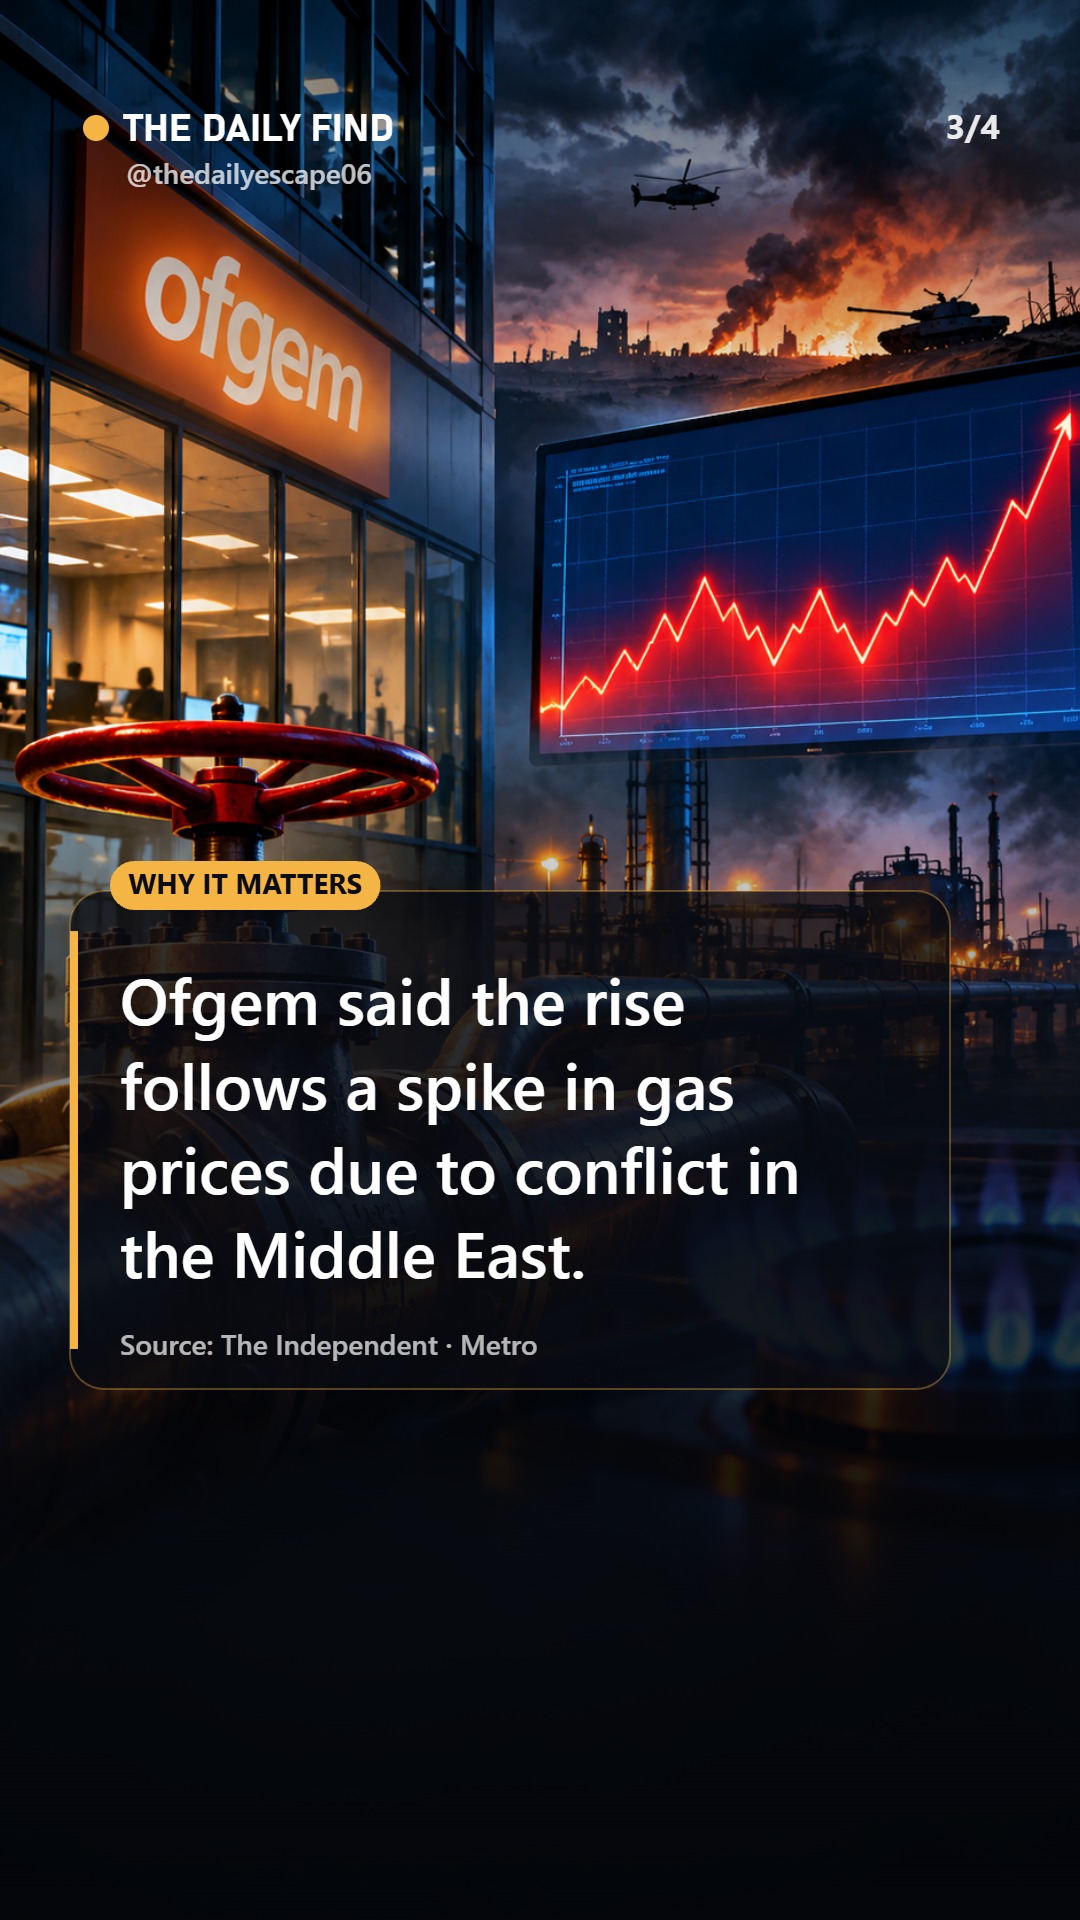 THE DAILY FIND
@thedailyescape06
3/4
ofgem
WHY IT MATTERS
Ofgem said the rise
follows a spike in gas
prices due to conflict in
the Middle East.
Source: The Independent · Metro